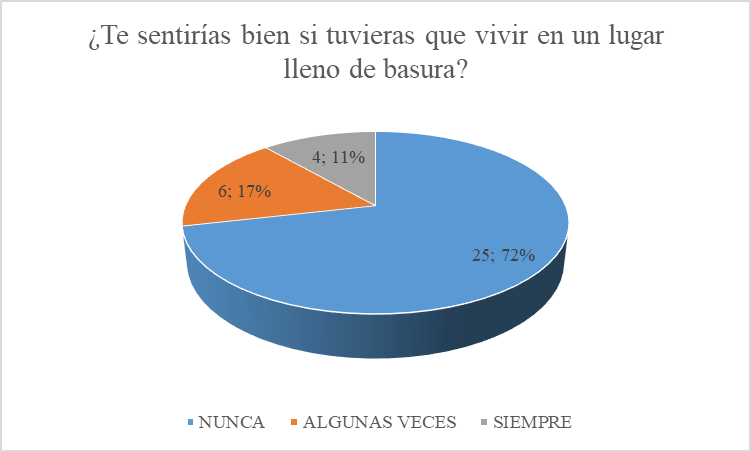 ¿Te sentirías bien si tuvieras que vivir en un lugar
lleno de basura?
4; 11%
6; 17%
25; 72%
NUNCA
ALGUNAS VECES
SIEMPRE